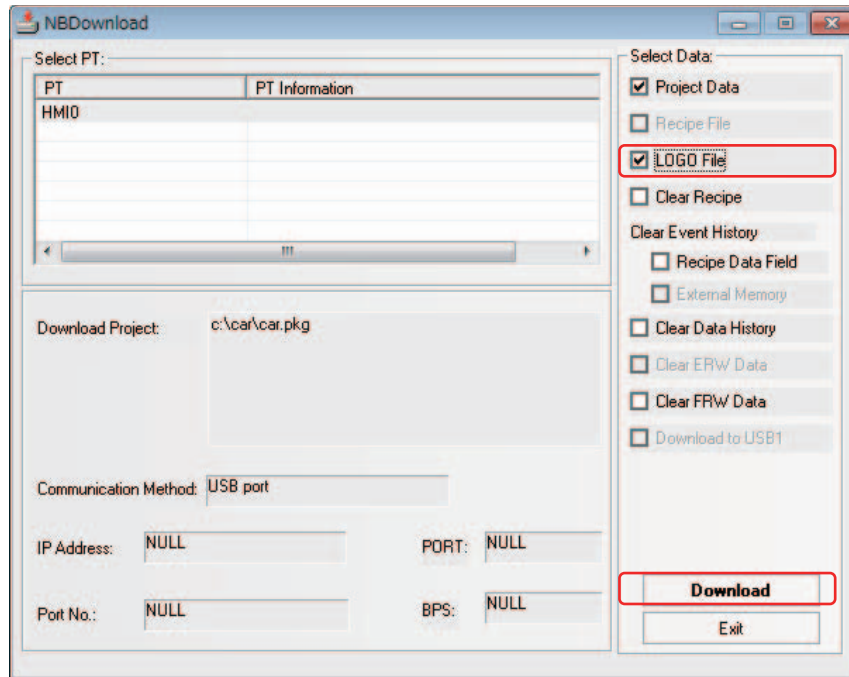 NBDownload
Select PT:
PT PT Information
HMI0
Download Project: c:\car\car.pkg
Communication Method: USB port
IP Address: NULL PORT: NULL
Port No.: NULL BPS: NULL
Select Data:
Project Data
Recipe File
LOGO File
Clear Recipe
Clear Event History
Recipe Data Field
External Memory
Clear Data History
Clear ERW Data
Clear FRW Data
Download to USB1
Download
Exit